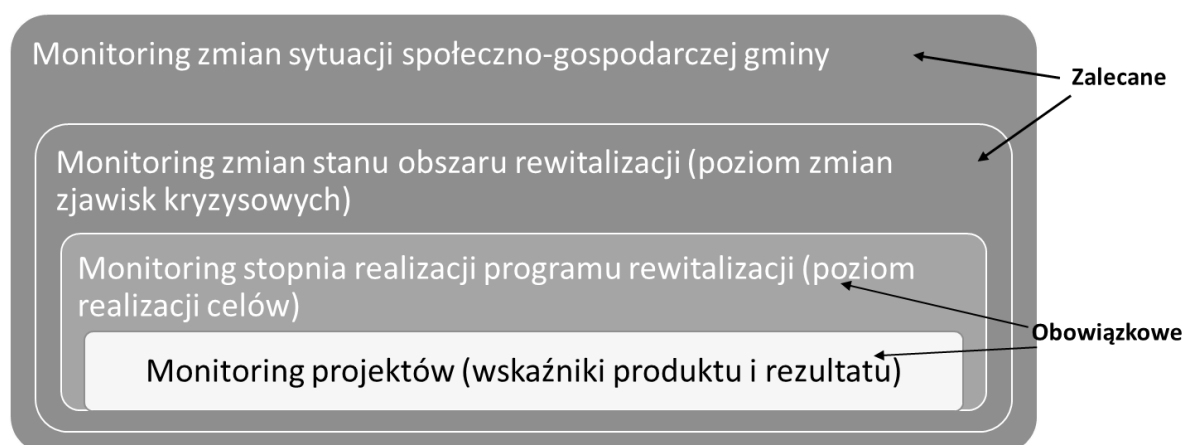 Monitoring zmian sytuacji społeczno-gospodarczej gminy
Zalecane
Monitoring zmian stanu obszaru rewitalizacji (poziom zmian
zjawisk kryzysowych)
Monitoring stopnia realizacji programu rewitalizacji (poziom
realizacji celów)
Obowiązkowe
Monitoring projektów (wskaźniki produktu i rezultatu)